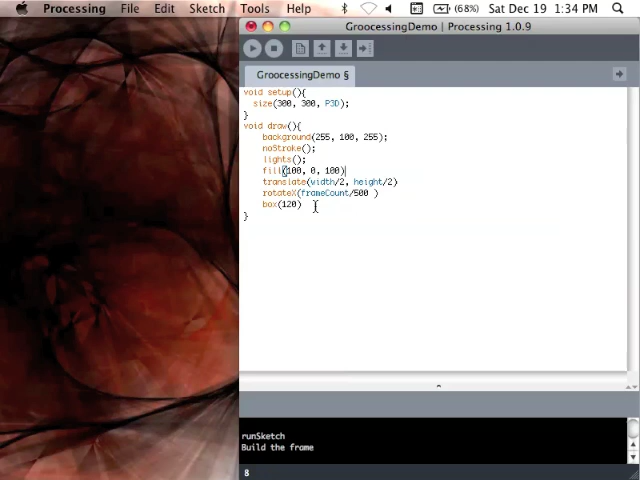 Processing File Edit Sketch Tools Help (68%) Sat Dec 19 1:34 PM
GroocessingDemo | Processing 1.0.9
GroocessingDemo §
void setup(){
size(300, 300, P3D);
}
void draw(){
background(255, 100, 255);
noStroke();
lights();
fill(100, 0, 100)
translate(width/2, height/2)
rotateX(frameCount/500 )
box(120)
}
runSketch
Build the frame
8